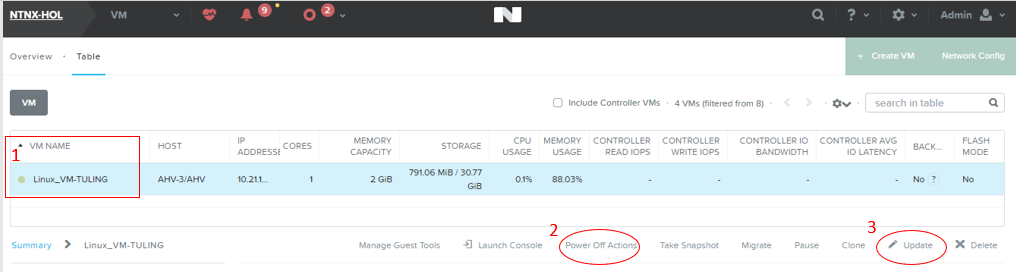 NTNX-HOL VM 9 2 N ? Admin
Overview · Table + Create VM Network Config
VM Include Controller VMs · 4 VMs (filtered from 8) · < > · search in table
1 VM NAME HOST IP ADDRESSE CORES MEMORY CAPACITY STORAGE CPU USAGE MEMORY USAGE CONTROLLER READ IOPS CONTROLLER WRITE IOPS CONTROLLER IO BANDWIDTH CONTROLLER AVG IO LATENCY BACK... FLASH MODE
Linux_VM-TULING AHV-3/AHV 10.21.1... 1 2 GiB 791.06 MiB / 30.77 GiB 0.1% 88.03% - - - - No ? No
2 3
Summary > Linux_VM-TULING Manage Guest Tools Launch Console Power Off Actions Take Snapshot Migrate Pause Clone Update Delete